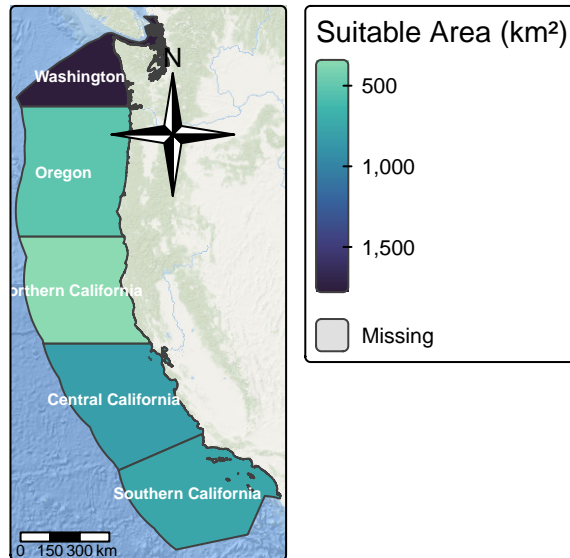 N
Washington
Oregon
orthern California
Central California
Southern California
0 150 300 km
Suitable Area (km²)
500
1,000
1,500
Missing